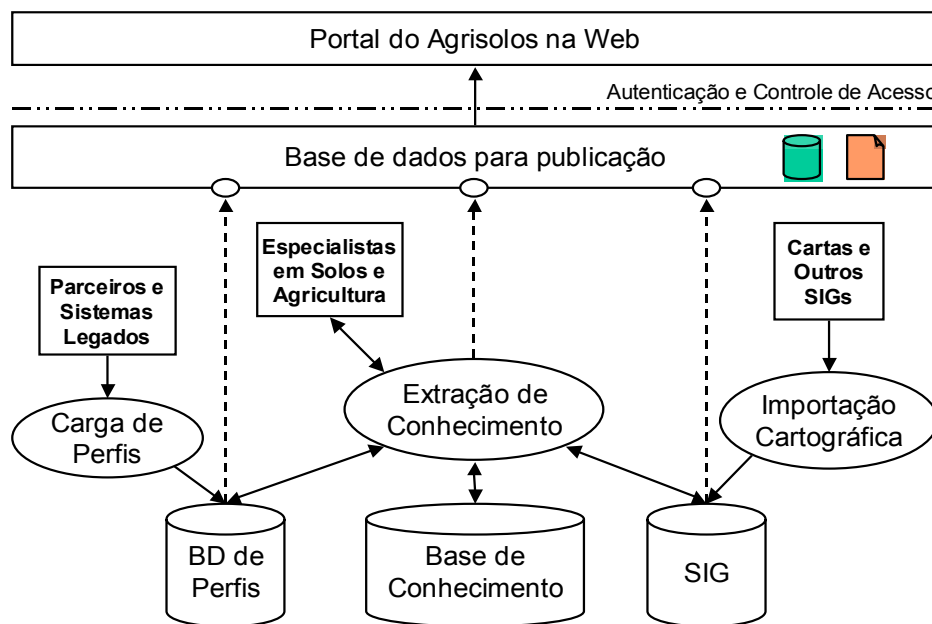 Portal do Agrisolos na Web
Autenticação e Controle de Acesso
Base de dados para publicação
Especialistas
em Solos e
Agricultura
Cartas e
Outros
SIGs
Parceiros e
Sistemas
Legados
Extração de
Conhecimento
Importação
Cartográfica
Carga de
Perfis
BD de
Perfis
Base de
Conhecimento
SIG